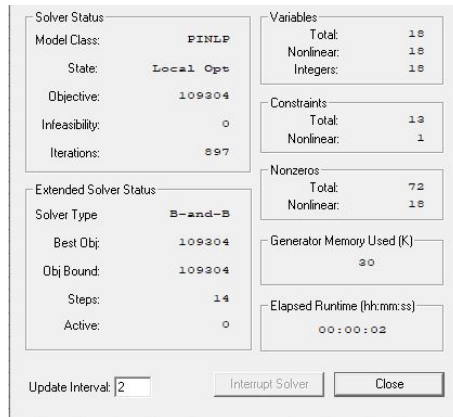 Solver Status
Model Class: PINLP
State: Local Opt
Objective: 109304
Infeasibility: 0
Iterations: 897
Extended Solver Status
Solver Type B-and-B
Best Obj: 109304
Obj Bound: 109304
Steps: 14
Active: 0
Variables
Total: 18
Nonlinear: 18
Integers: 18
Constraints
Total: 13
Nonlinear: 1
Nonzeros
Total: 72
Nonlinear: 18
Generator Memory Used (K)
30
Elapsed Runtime (hh:mm:ss)
00:00:02
Update Interval: 2
Interrupt Solver
Close